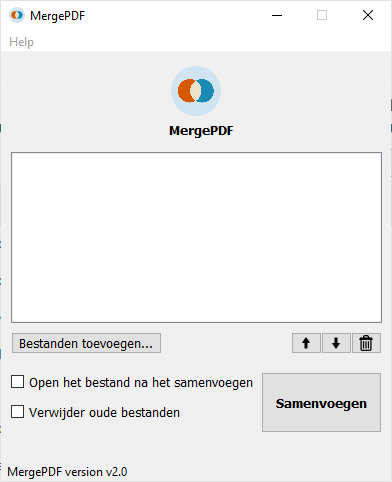 MergePDF
Help
MergePDF
Bestanden toevoegen...
Open het bestand na het samenvoegen
Verwijder oude bestanden
Samenvoegen
MergePDF version v2.0